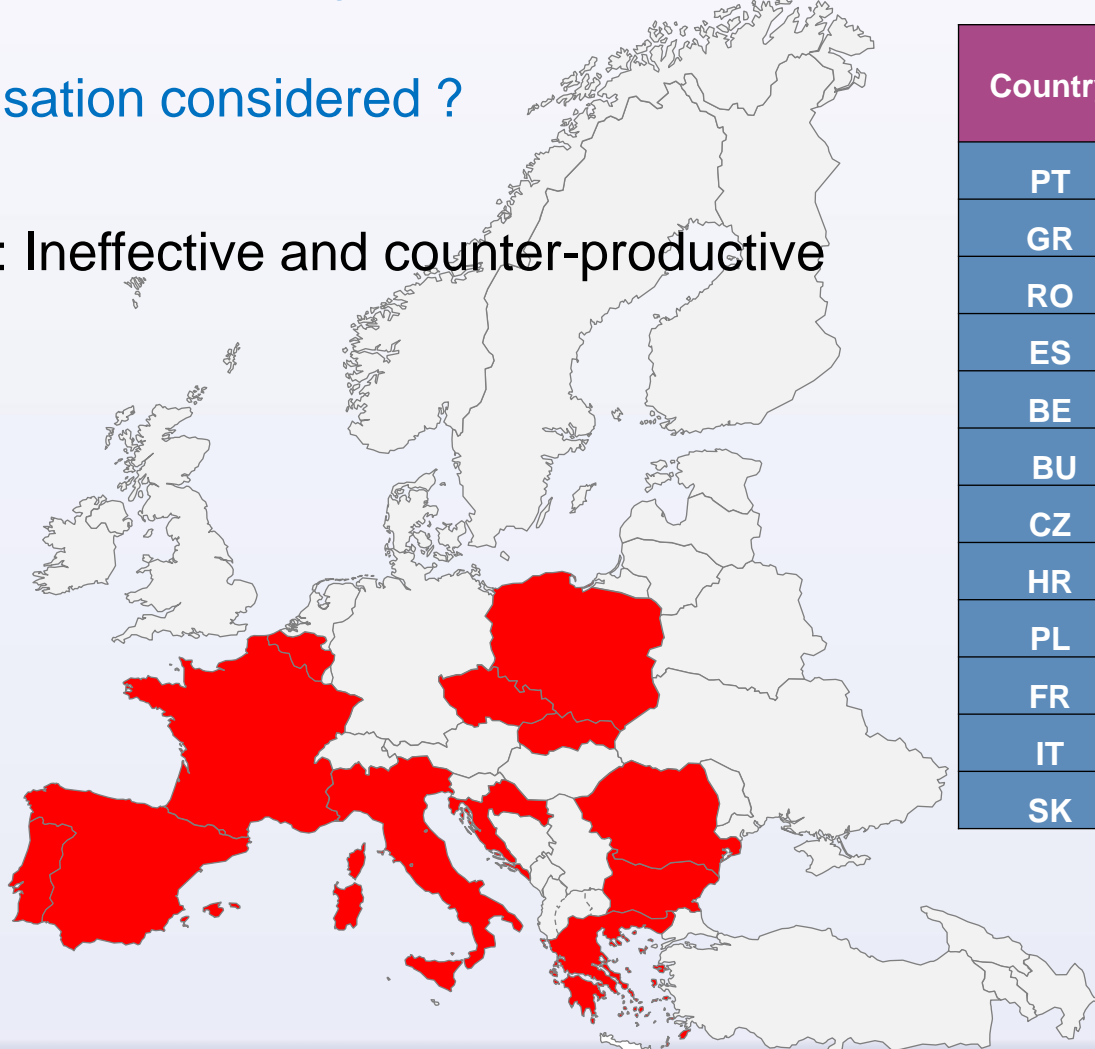 sation considered ?
: Ineffective and counter-productive
Countr
PT
GR
RO
ES
BE
BU
CZ
HR
PL
FR
IT
SK